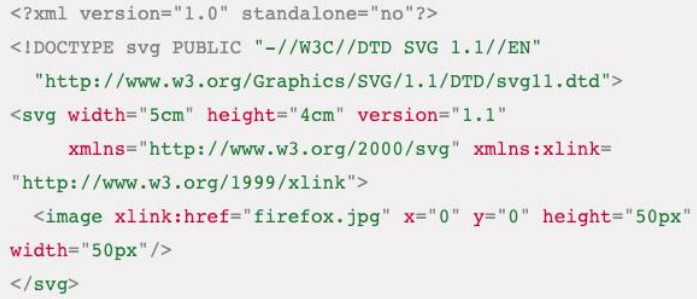 <?xml version="1.0" standalone="no"?>
<!DOCTYPE svg PUBLIC "-//W3C//DTD SVG 1.1//EN"
"http://www.w3.org/Graphics/SVG/1.1/DTD/svg11.dtd">
<svg width="5cm" height="4cm" version="1.1"
xmlns="http://www.w3.org/2000/svg" xmlns:xlink=
"http://www.w3.org/1999/xlink">
<image xlink:href="firefox.jpg" x="0" y="0" height="50px"
width="50px"/>
</svg>